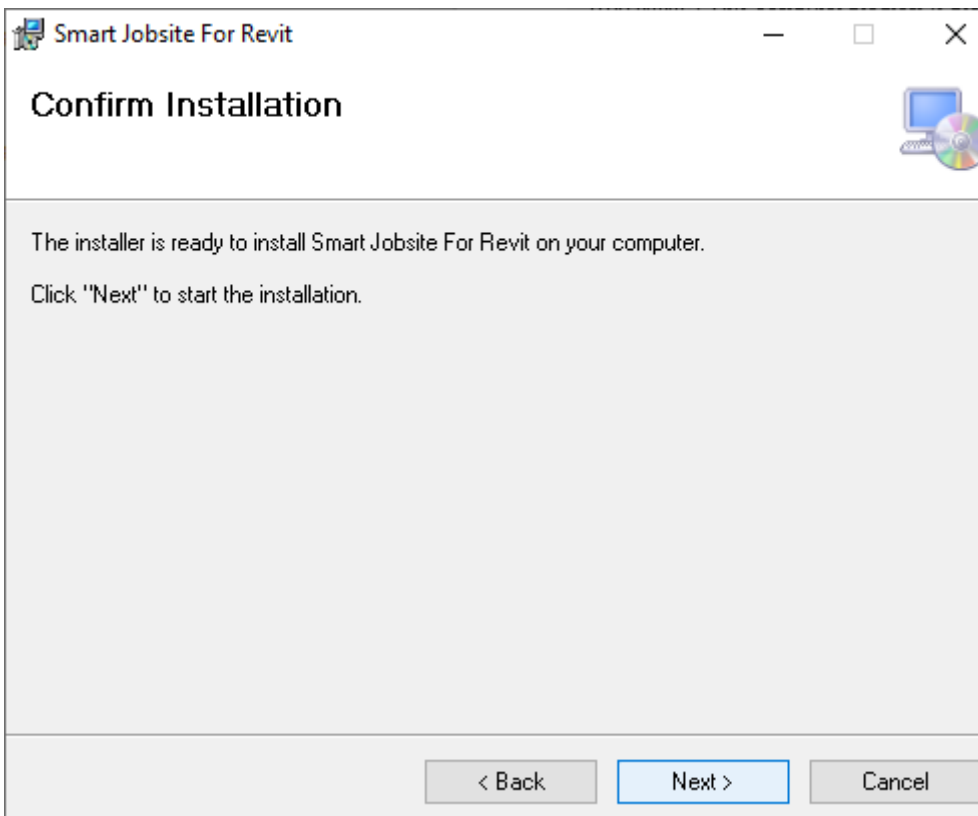 Smart Jobsite For Revit
Confirm Installation
The installer is ready to install Smart Jobsite For Revit on your computer.
Click "Next" to start the installation.
< Back
Next >
Cancel